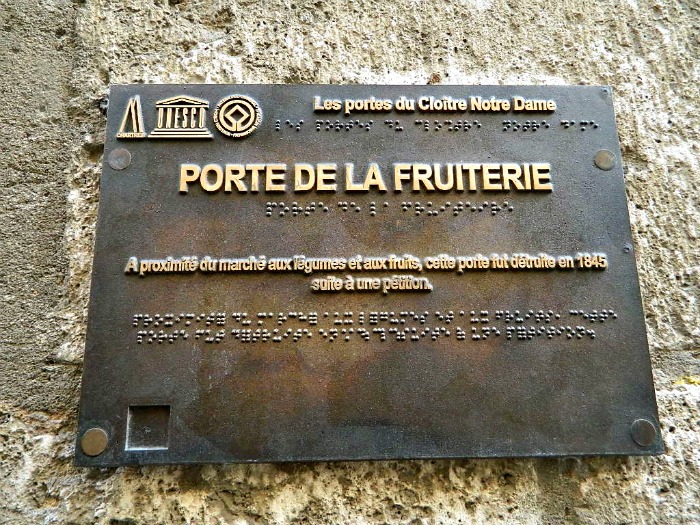 UNESCO
Les portes du Cloître Notre Dame
PORTE DE LA FRUITERIE
A proximité du marché aux légumes et aux fruits, cette porte fut détruite en 1845
suite à une pétition.